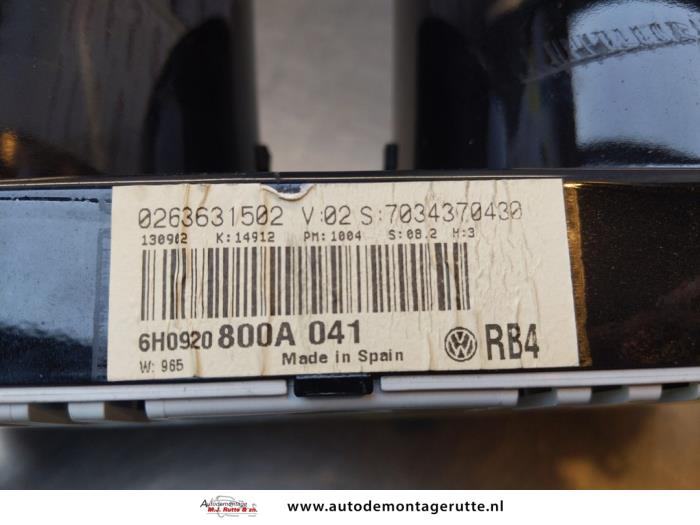 0263631502 V:02 S:7034370430
130902 K:14912 PM:1004 S:08.2 H:3
6H0920 800A 041
RB4
W: 965 Made in Spain
Autodemontage
M.J. Rutte & zn.
www.autodemontagerutte.nl